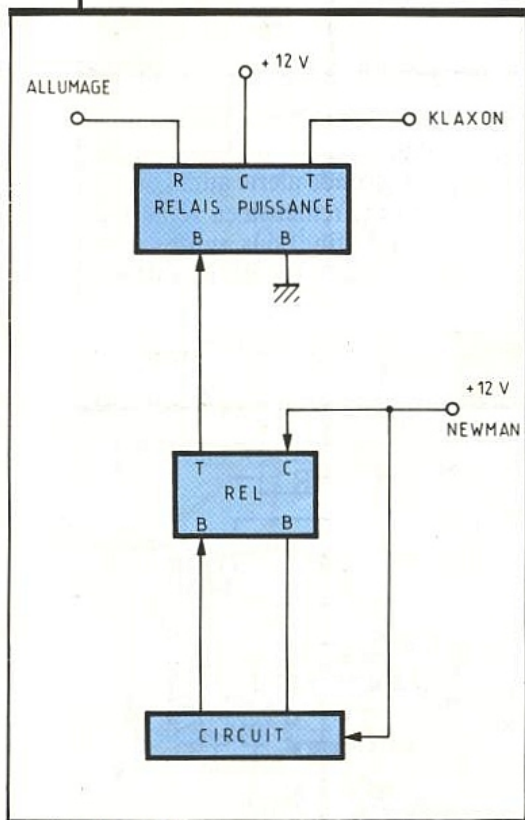 + 12 V
ALLUMAGE
KLAXON
R C T
RELAIS PUISSANCE
B B
+ 12 V
NEWMAN
T C
REL
B B
CIRCUIT